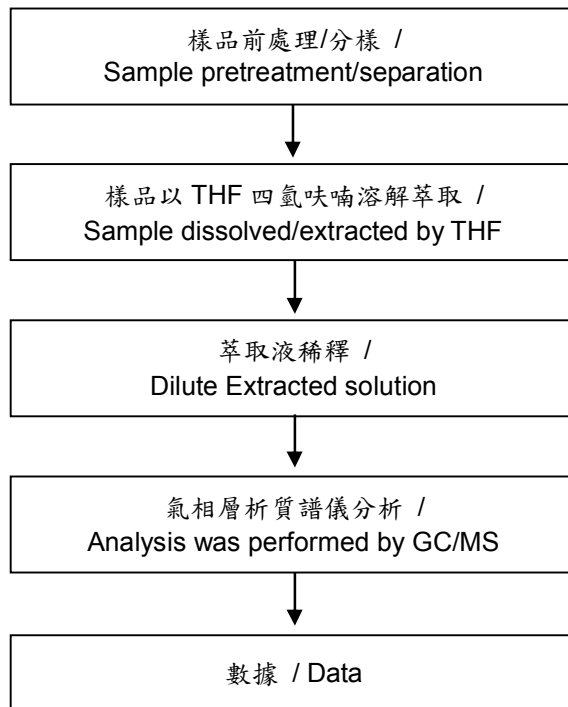 樣品前處理/分樣 /
Sample pretreatment/separation
樣品以 THF 四氫呋喃溶解萃取 /
Sample dissolved/extracted by THF
萃取液稀釋 /
Dilute Extracted solution
氣相層析質譜儀分析 /
Analysis was performed by GC/MS
數據 / Data